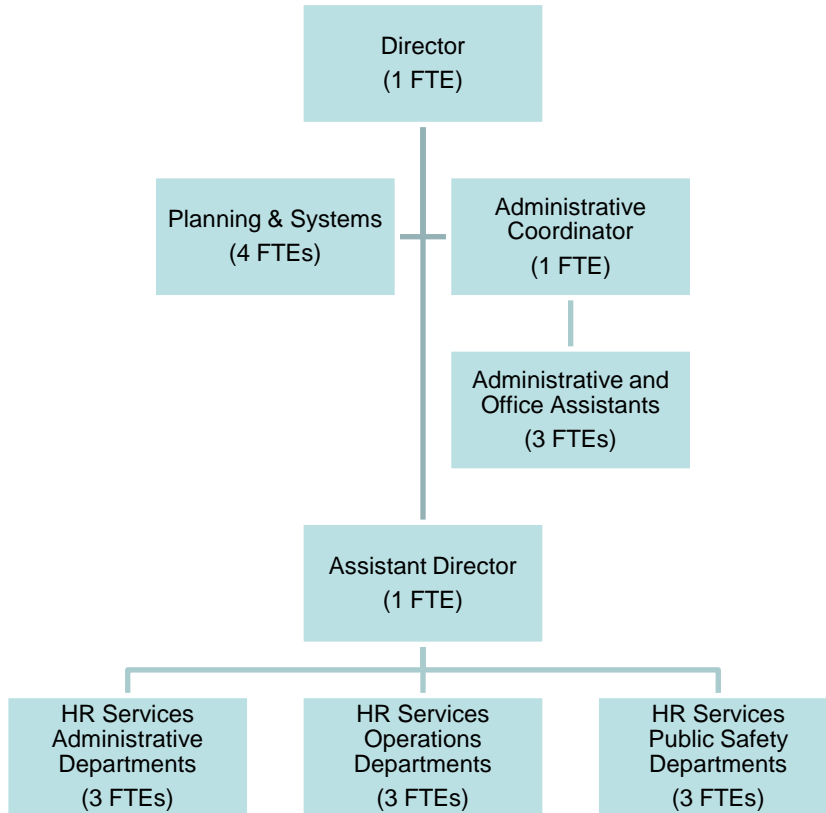 Director
(1 FTE)
Planning & Systems
(4 FTEs)
Administrative
Coordinator
(1 FTE)
Administrative and
Office Assistants
(3 FTEs)
Assistant Director
(1 FTE)
HR Services
Administrative
Departments
(3 FTEs)
HR Services
Operations
Departments
(3 FTEs)
HR Services
Public Safety
Departments
(3 FTEs)